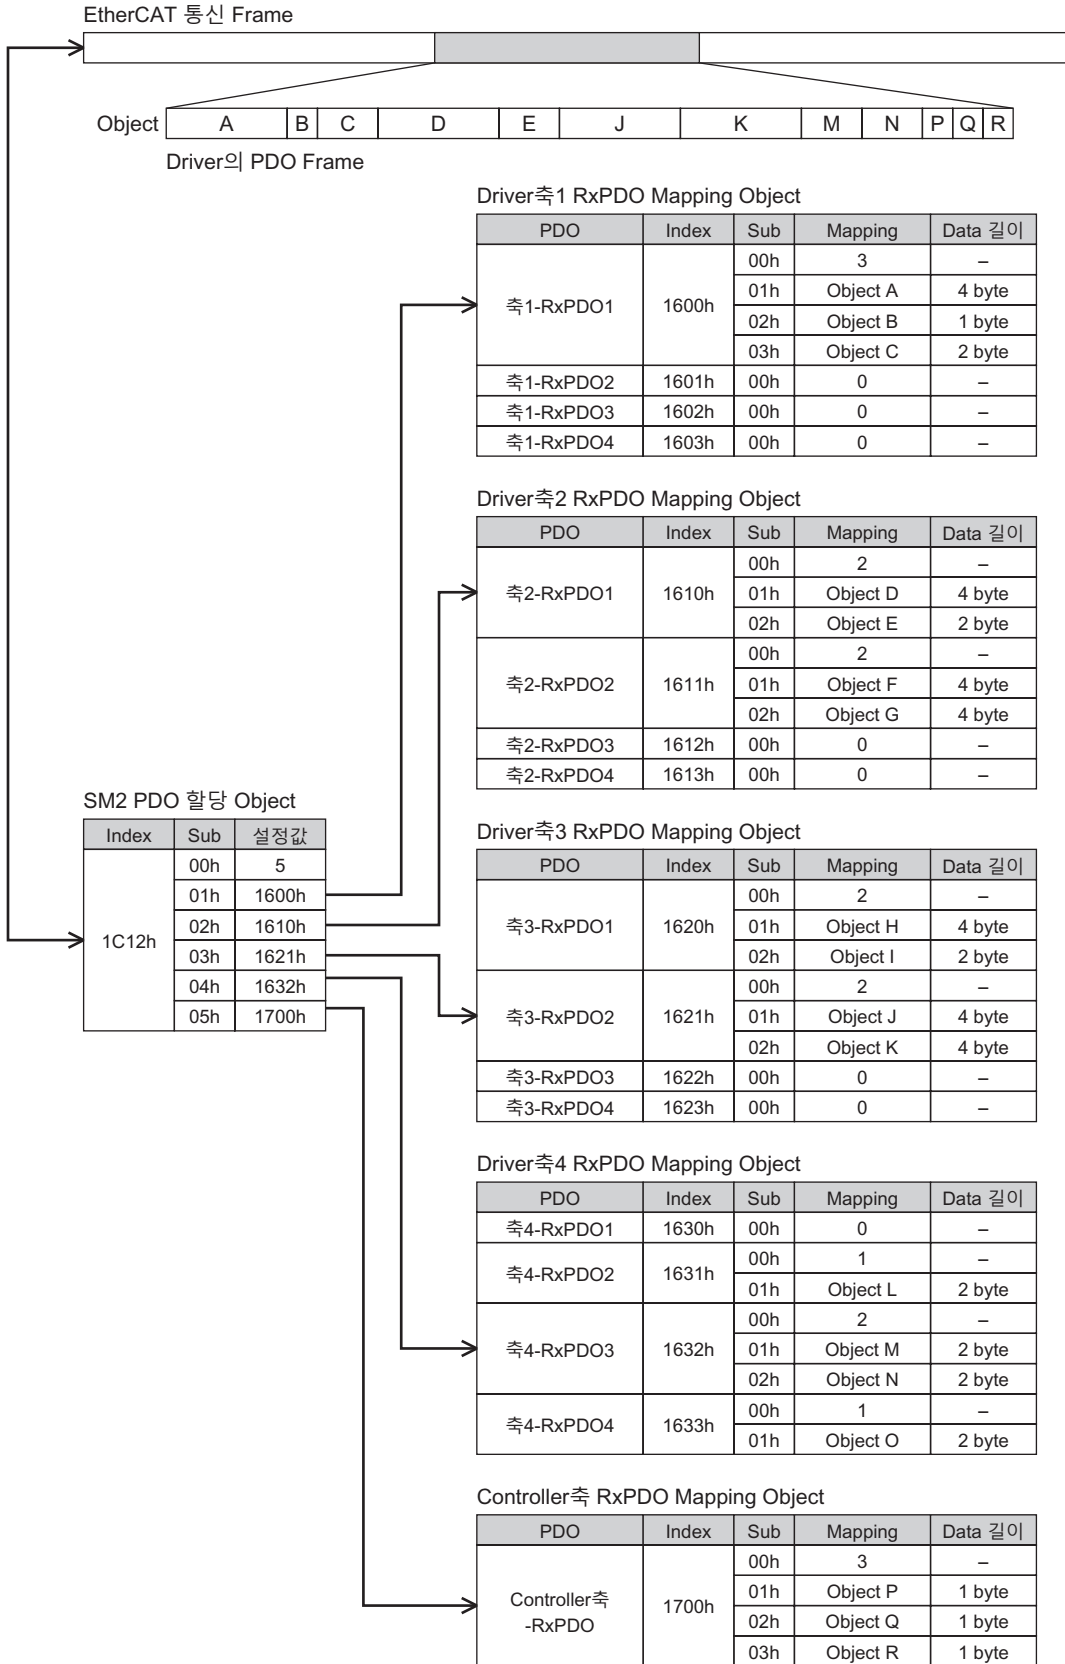 EtherCAT 통신 Frame
Object A B C D E J K M N P Q R
Driver의 PDO Frame
Driver축1 RxPDO Mapping Object
PDO Index Sub Mapping Data 길이
축1-RxPDO1 1600h 00h 3 –
01h Object A 4 byte
02h Object B 1 byte
03h Object C 2 byte
축1-RxPDO2 1601h 00h 0 –
축1-RxPDO3 1602h 00h 0 –
축1-RxPDO4 1603h 00h 0 –
Driver축2 RxPDO Mapping Object
PDO Index Sub Mapping Data 길이
축2-RxPDO1 1610h 00h 2 –
01h Object D 4 byte
02h Object E 2 byte
축2-RxPDO2 1611h 00h 2 –
01h Object F 4 byte
02h Object G 4 byte
축2-RxPDO3 1612h 00h 0 –
축2-RxPDO4 1613h 00h 0 –
SM2 PDO 할당 Object
Index Sub 설정값
1C12h 00h 5
01h 1600h
02h 1610h
03h 1621h
04h 1632h
05h 1700h
Driver축3 RxPDO Mapping Object
PDO Index Sub Mapping Data 길이
축3-RxPDO1 1620h 00h 2 –
01h Object H 4 byte
02h Object I 2 byte
축3-RxPDO2 1621h 00h 2 –
01h Object J 4 byte
02h Object K 4 byte
축3-RxPDO3 1622h 00h 0 –
축3-RxPDO4 1623h 00h 0 –
Driver축4 RxPDO Mapping Object
PDO Index Sub Mapping Data 길이
축4-RxPDO1 1630h 00h 0 –
축4-RxPDO2 1631h 00h 1 –
01h Object L 2 byte
축4-RxPDO3 1632h 00h 2 –
01h Object M 2 byte
02h Object N 2 byte
축4-RxPDO4 1633h 00h 1 –
01h Object O 2 byte
Controller축 RxPDO Mapping Object
PDO Index Sub Mapping Data 길이
Controller축
-RxPDO 1700h 00h 3 –
01h Object P 1 byte
02h Object Q 1 byte
03h Object R 1 byte